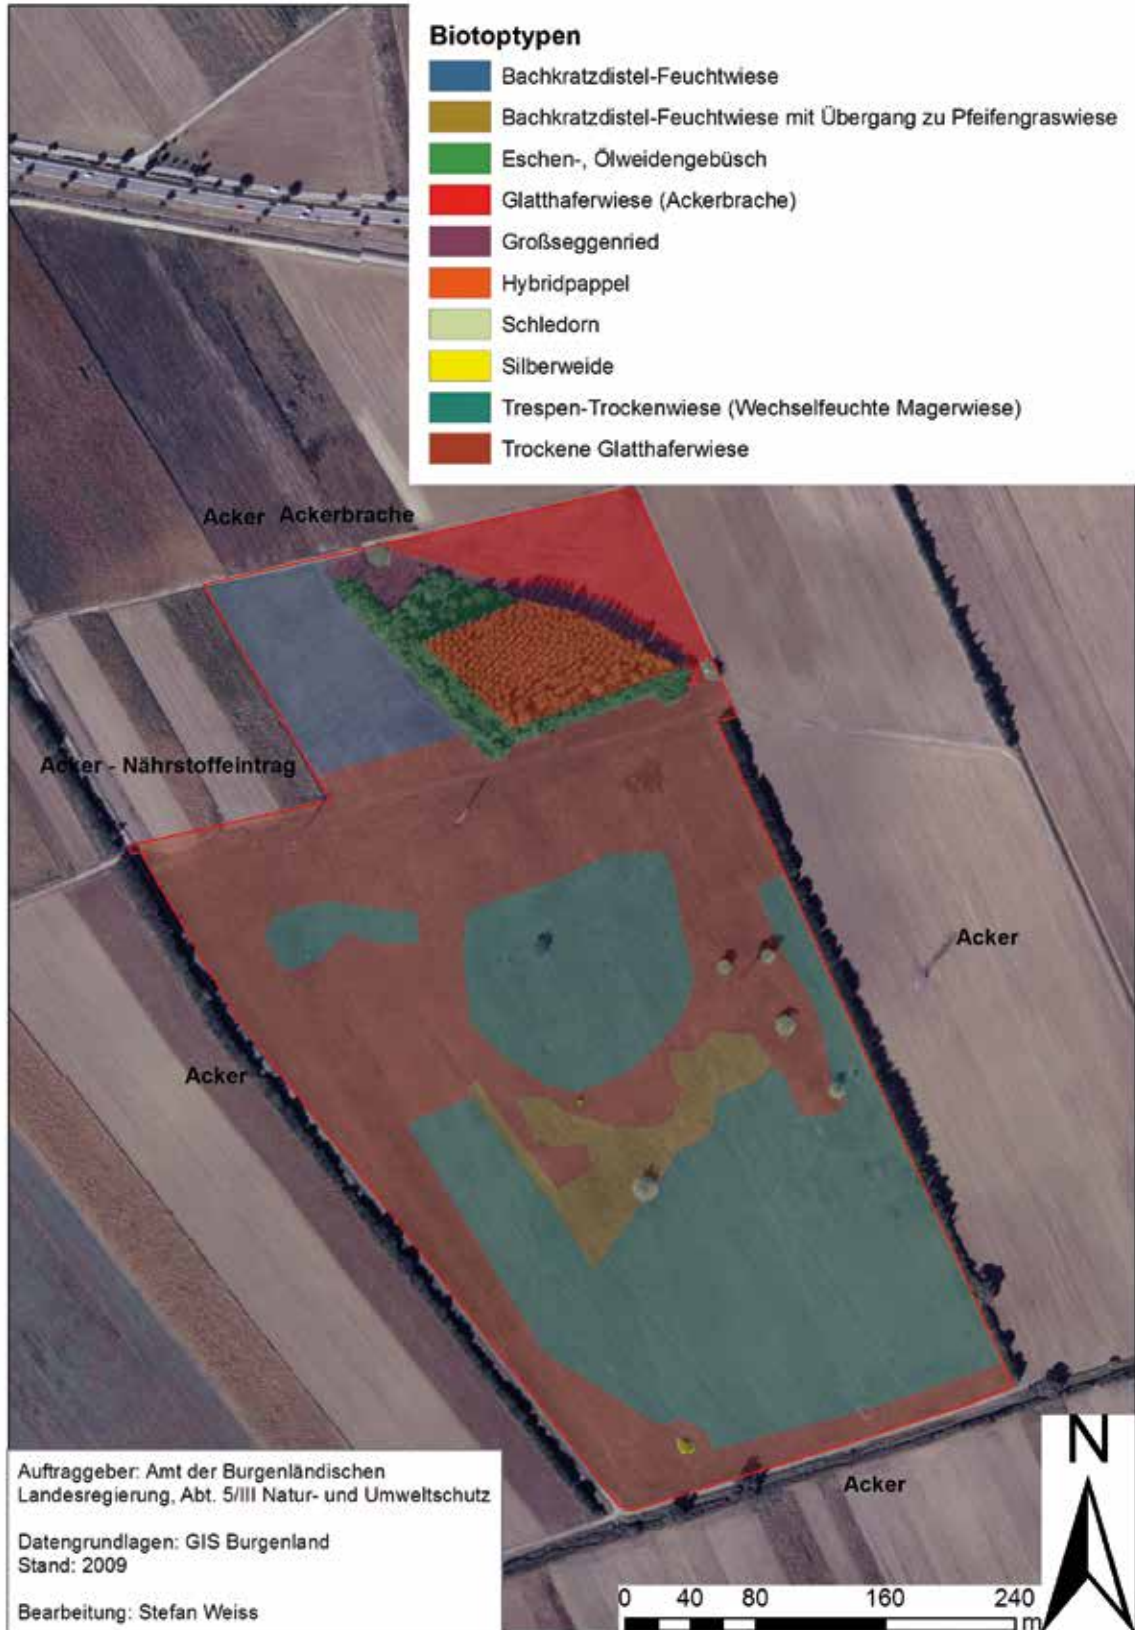 Biotoptypen
Bachkratzdistel-Feuchtwiese
Bachkratzdistel-Feuchtwiese mit Übergang zu Pfeifengraswiese
Eschen-, Ölweidengebüsch
Glatthaferwiese (Ackerbrache)
Großseggenried
Hybridpappel
Schledorn
Silberweide
Trespen-Trockenwiese (Wechselfeuchte Magerwiese)
Trockene Glatthaferwiese
Acker Ackerbrache
Acker - Nährstoffeintrag
Acker
Acker
Acker
Auftraggeber: Amt der Burgenländischen
Landesregierung, Abt. 5/III Natur- und Umweltschutz
Datengrundlagen: GIS Burgenland
Stand: 2009
Bearbeitung: Stefan Weiss
N
0 40 80 160 240
m